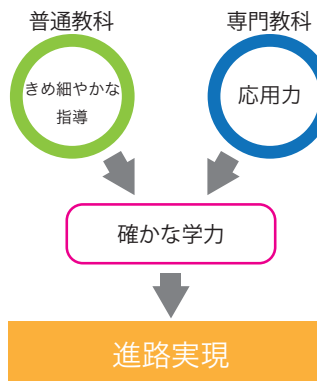 普通教科
専門教科
きめ細やかな
指導
応用力
確かな学力
進路実現